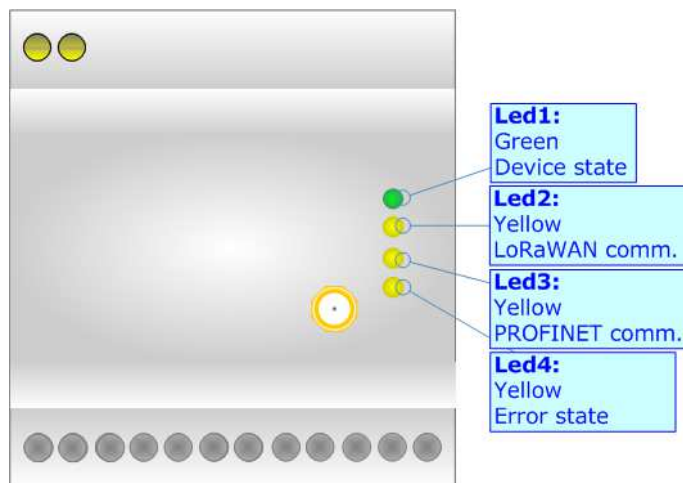 Led1:
Green
Device state
Led2:
Yellow
LoRaWAN comm.
Led3:
Yellow
PROFINET comm.
Led4:
Yellow
Error state